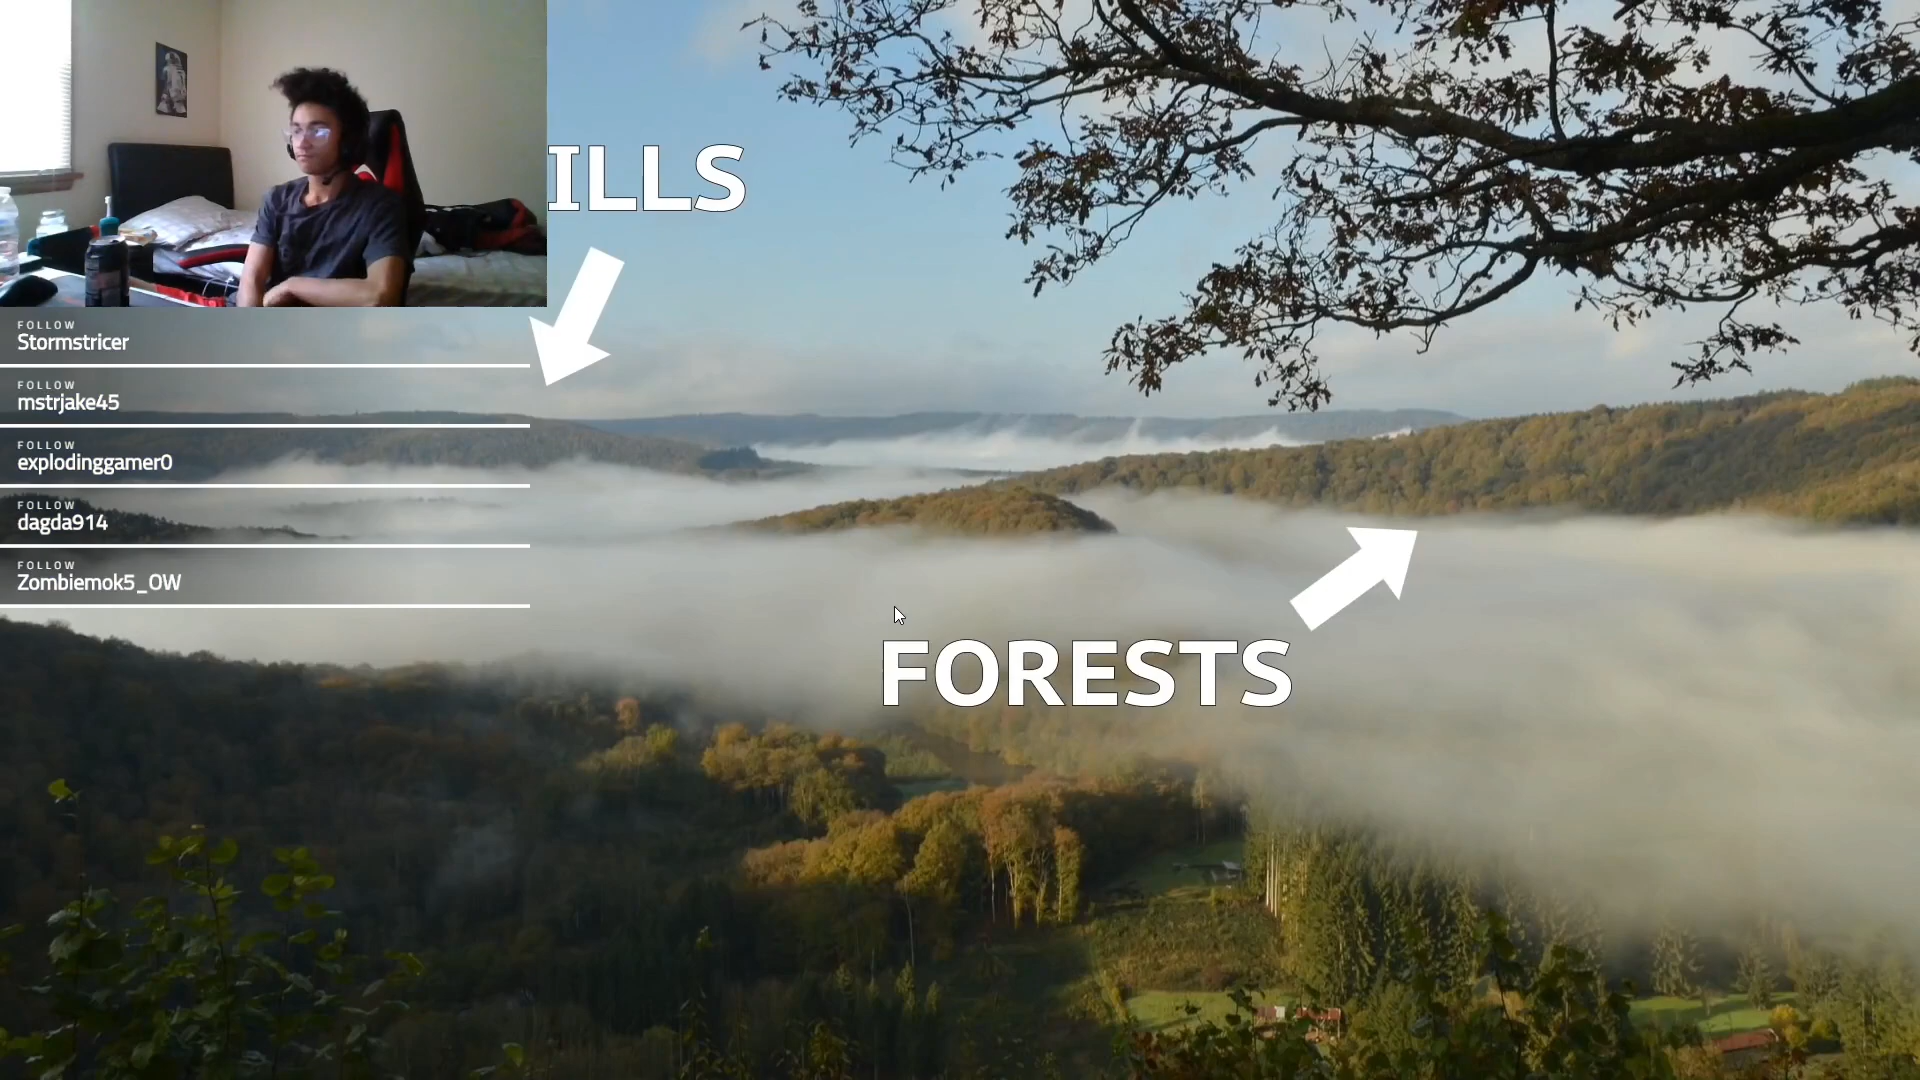 ILLS
FOLLOW
Stormstricer
FOLLOW
mstrjake45
FOLLOW
explodinggamer0
FOLLOW
dagda914
FOLLOW
Zombiemok5_OW
FORESTS